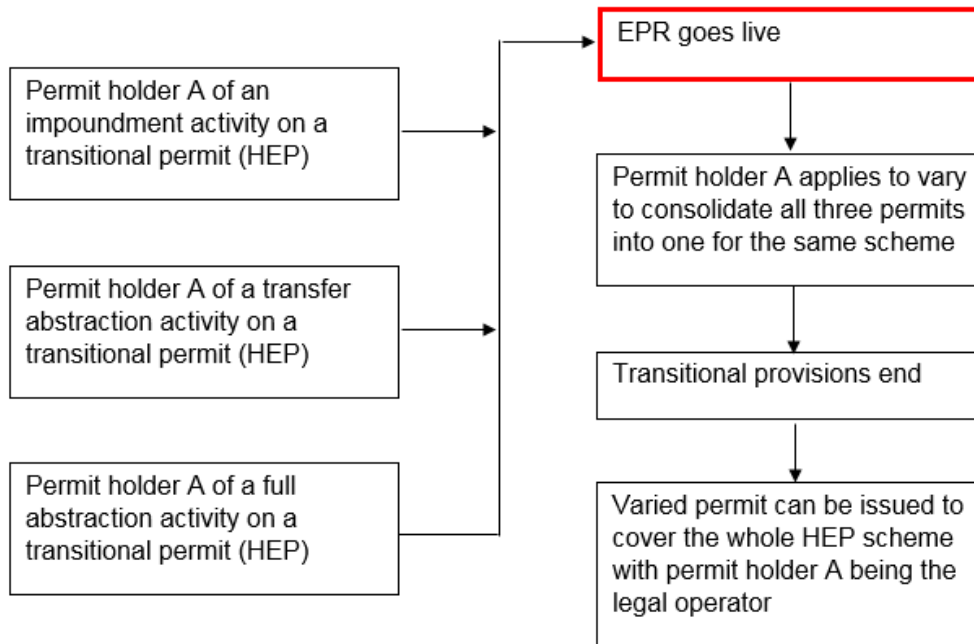 Permit holder A of an
impoundment activity on a
transitional permit (HEP)
Permit holder A of a transfer
abstraction activity on a
transitional permit (HEP)
Permit holder A of a full
abstraction activity on a
transitional permit (HEP)
EPR goes live
Permit holder A applies to vary
to consolidate all three permits
into one for the same scheme
Transitional provisions end
Varied permit can be issued to
cover the whole HEP scheme
with permit holder A being the
legal operator